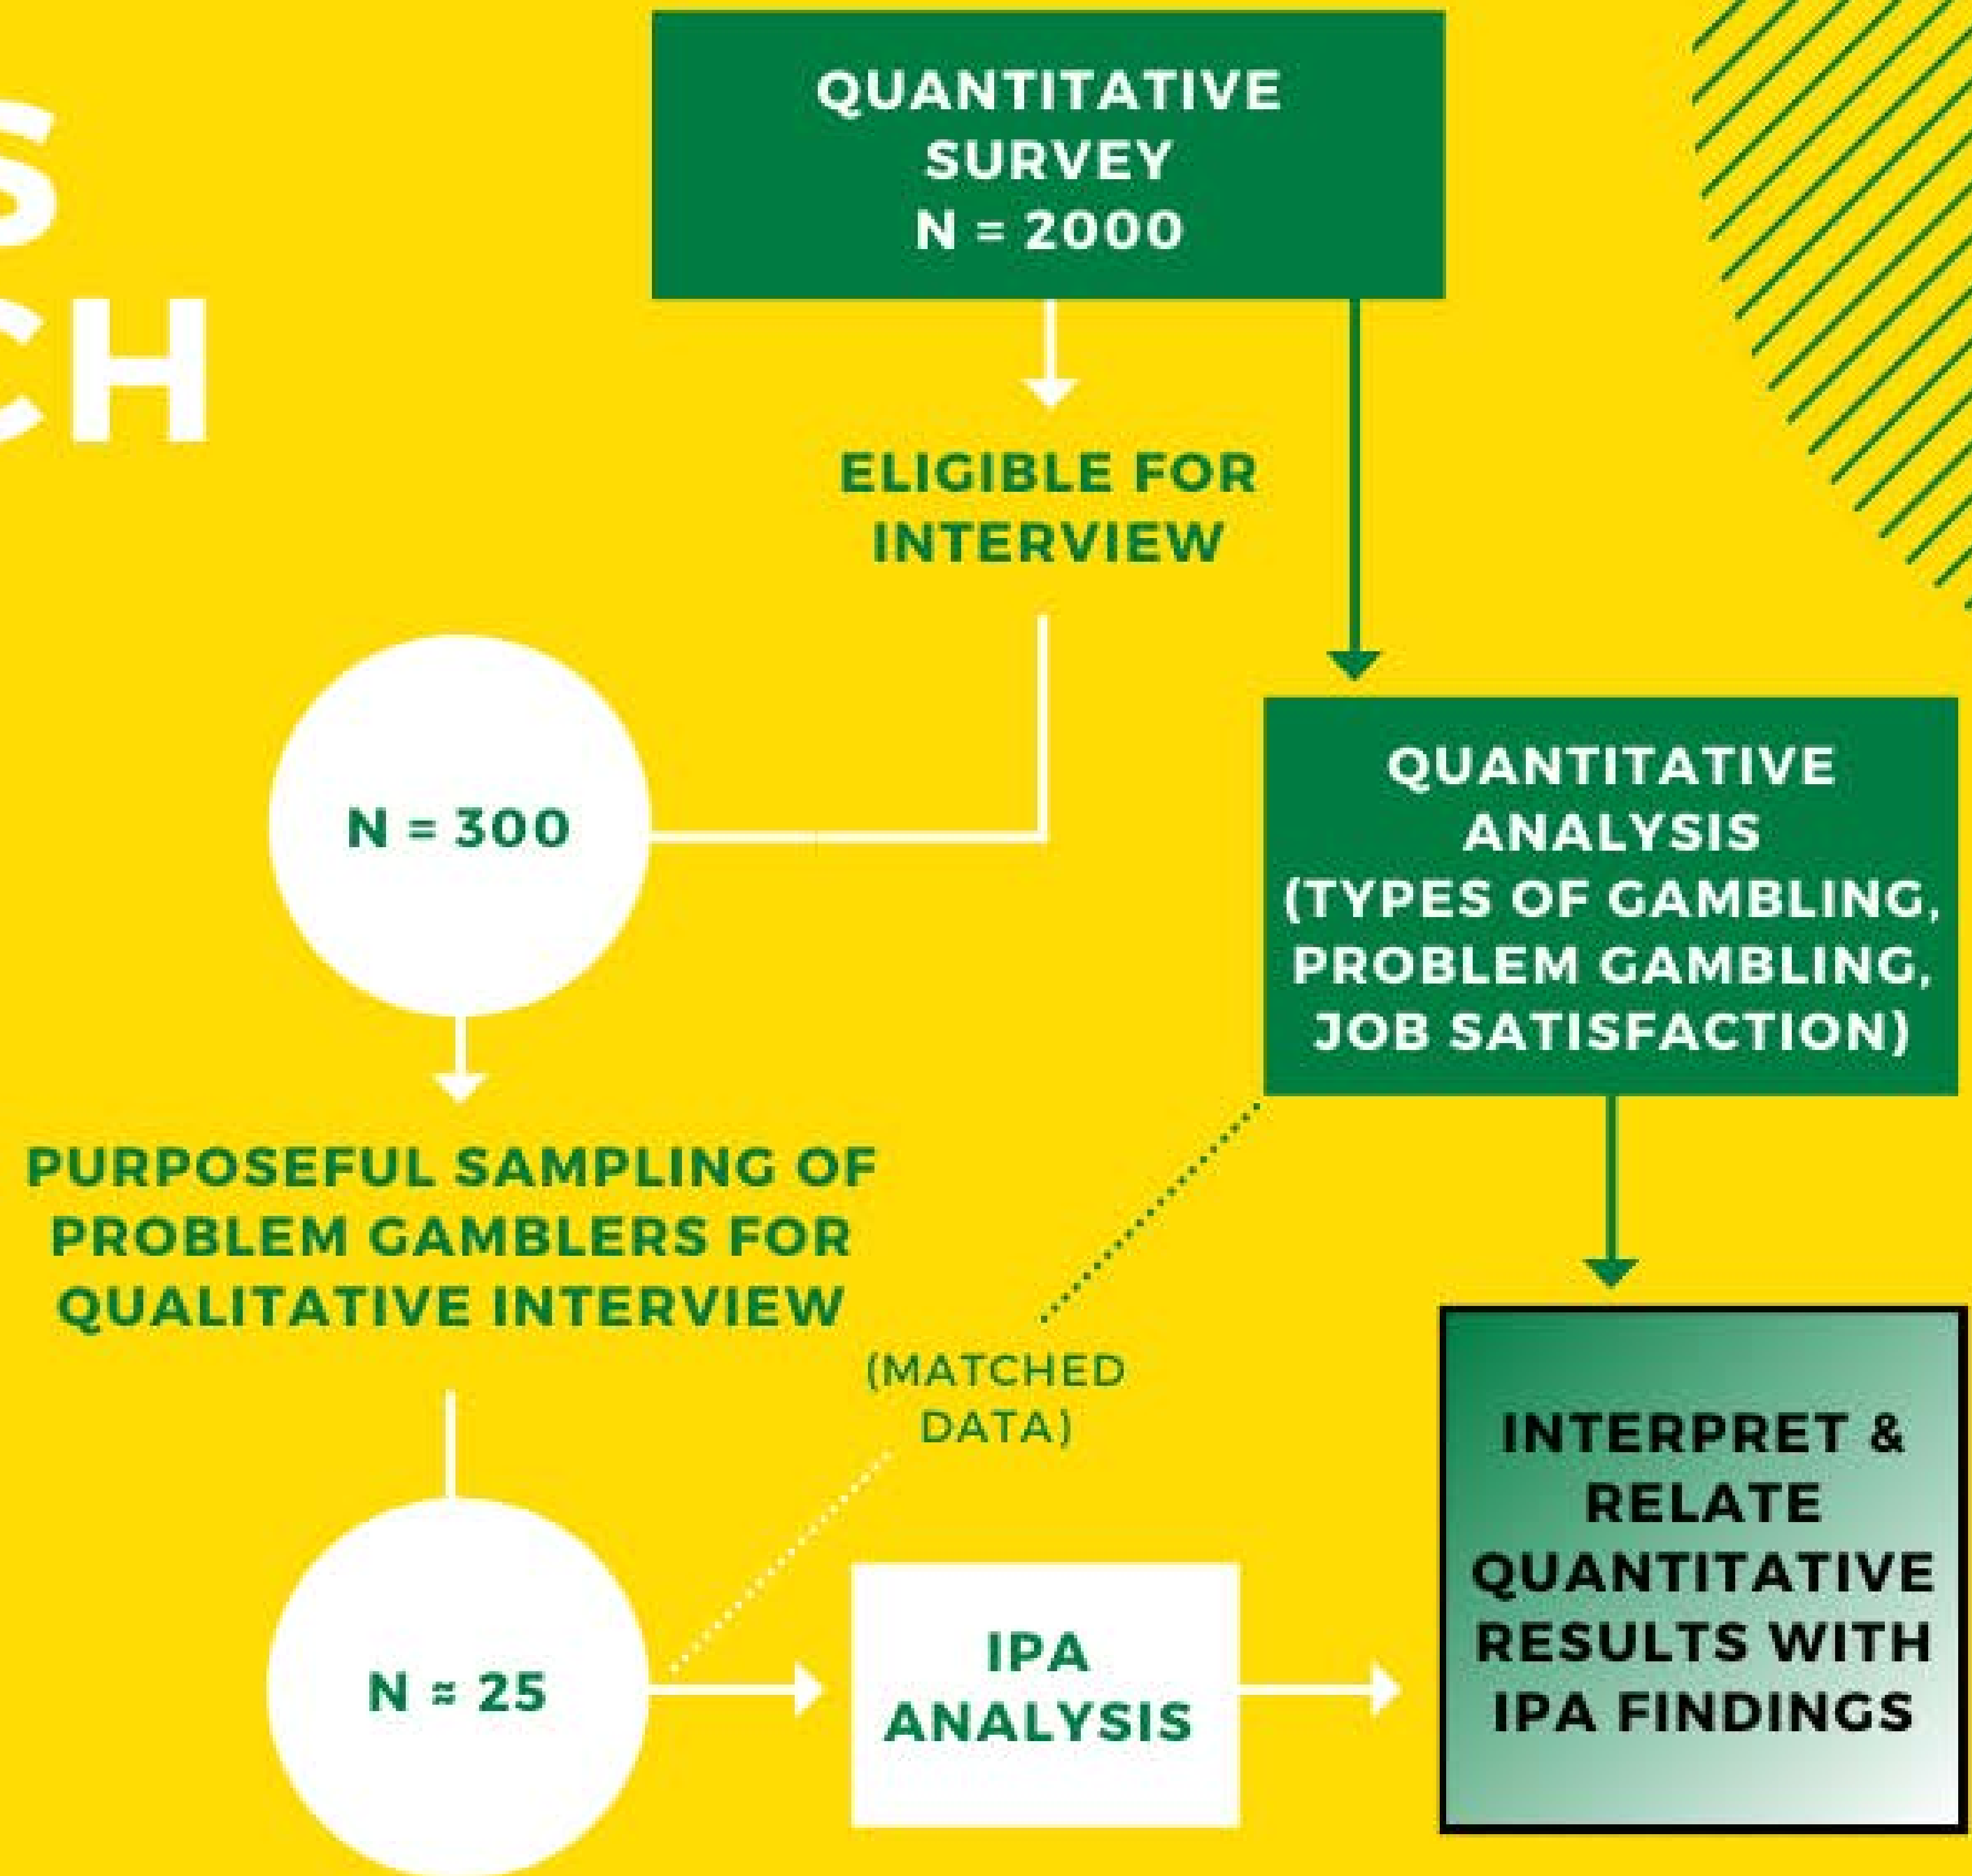 S
CH
QUANTITATIVE
SURVEY
N = 2000
ELIGIBLE FOR
INTERVIEW
N = 300
QUANTITATIVE
ANALYSIS
(TYPES OF GAMBLING,
PROBLEM GAMBLING,
JOB SATISFACTION)
PURPOSEFUL SAMPLING OF
PROBLEM GAMBLERS FOR
QUALITATIVE INTERVIEW
(MATCHED
DATA)
N ≈ 25
IPA
ANALYSIS
INTERPRET &
RELATE
QUANTITATIVE
RESULTS WITH
IPA FINDINGS